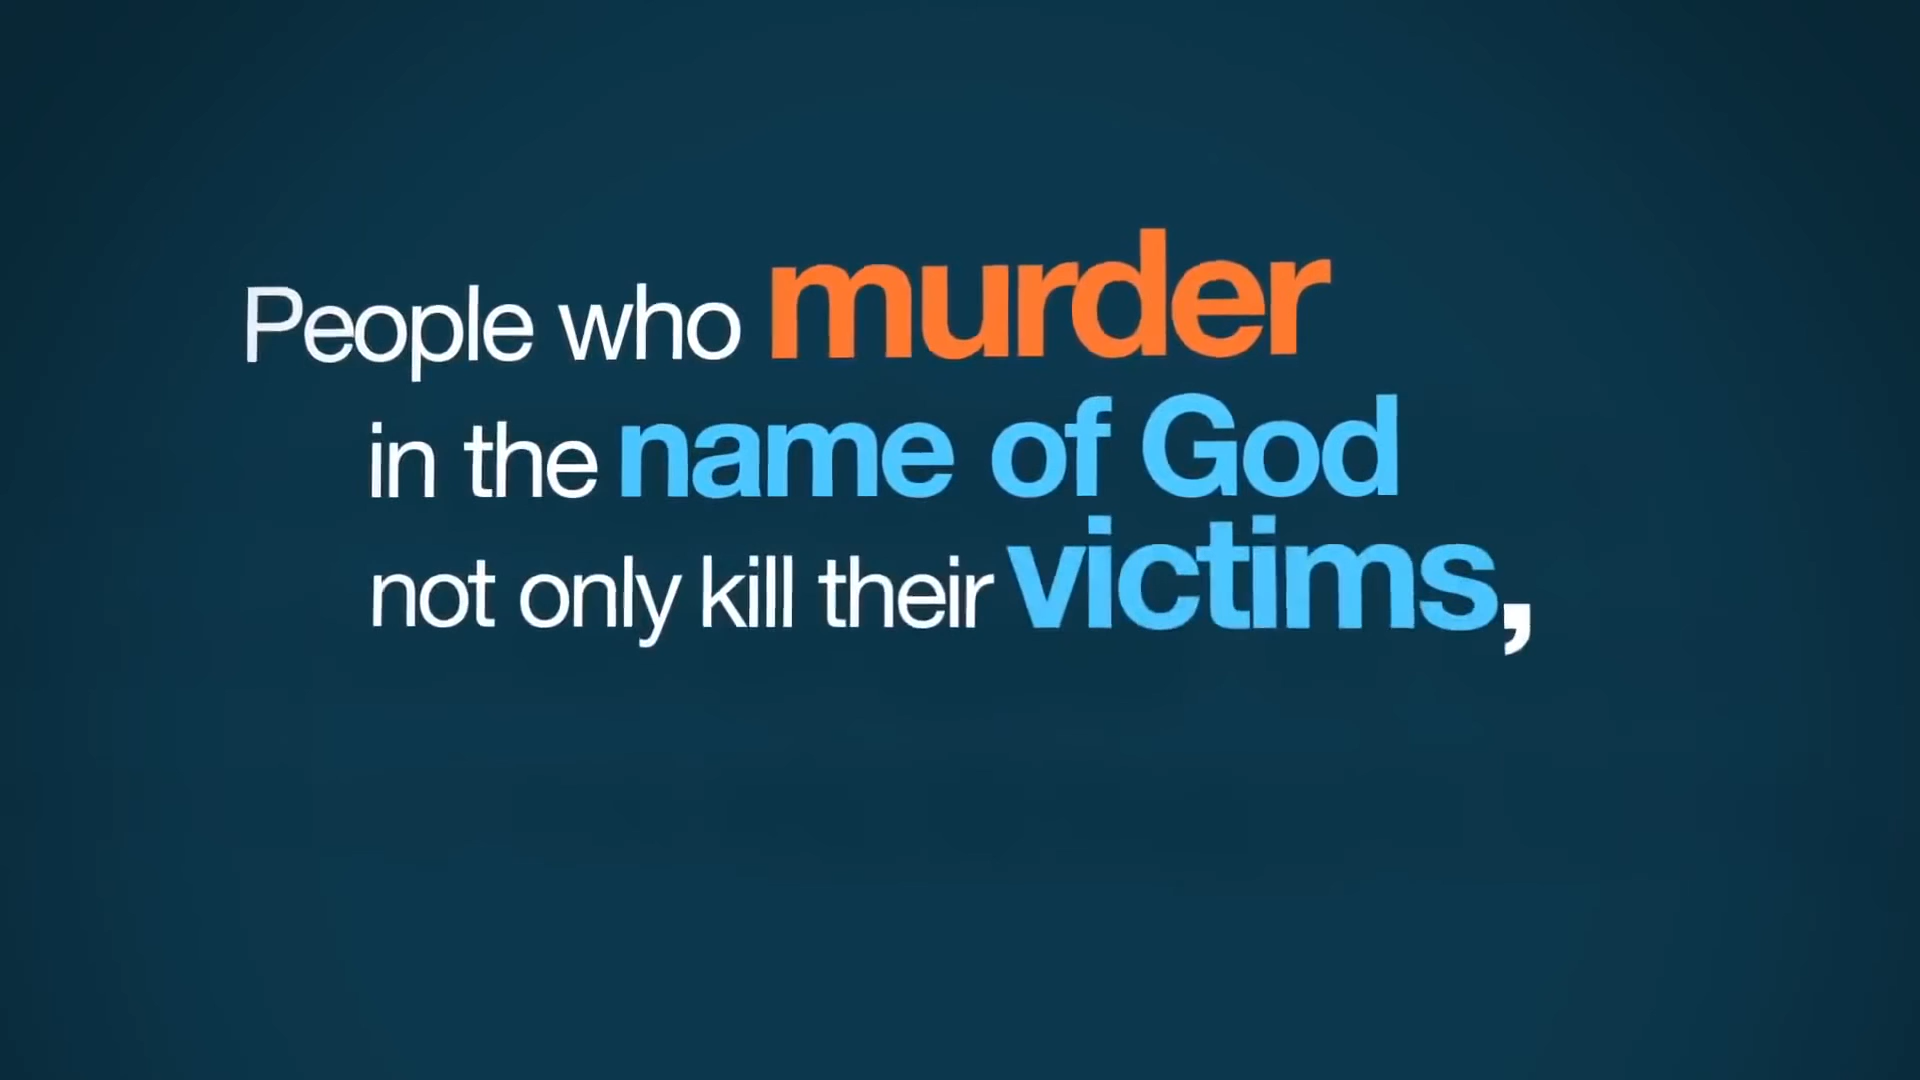 People who murder
in the name of God
not only kill their victims,